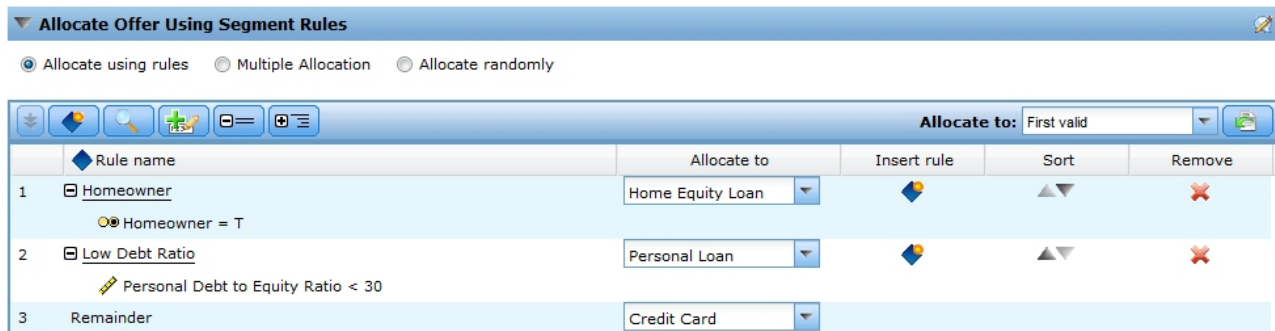 Allocate Offer Using Segment Rules
Allocate using rules Multiple Allocation Allocate randomly
Allocate to: First valid
Rule name Allocate to Insert rule Sort Remove
1 Homeowner Home Equity Loan
Homeowner = T
2 Low Debt Ratio Personal Loan
Personal Debt to Equity Ratio < 30
3 Remainder Credit Card